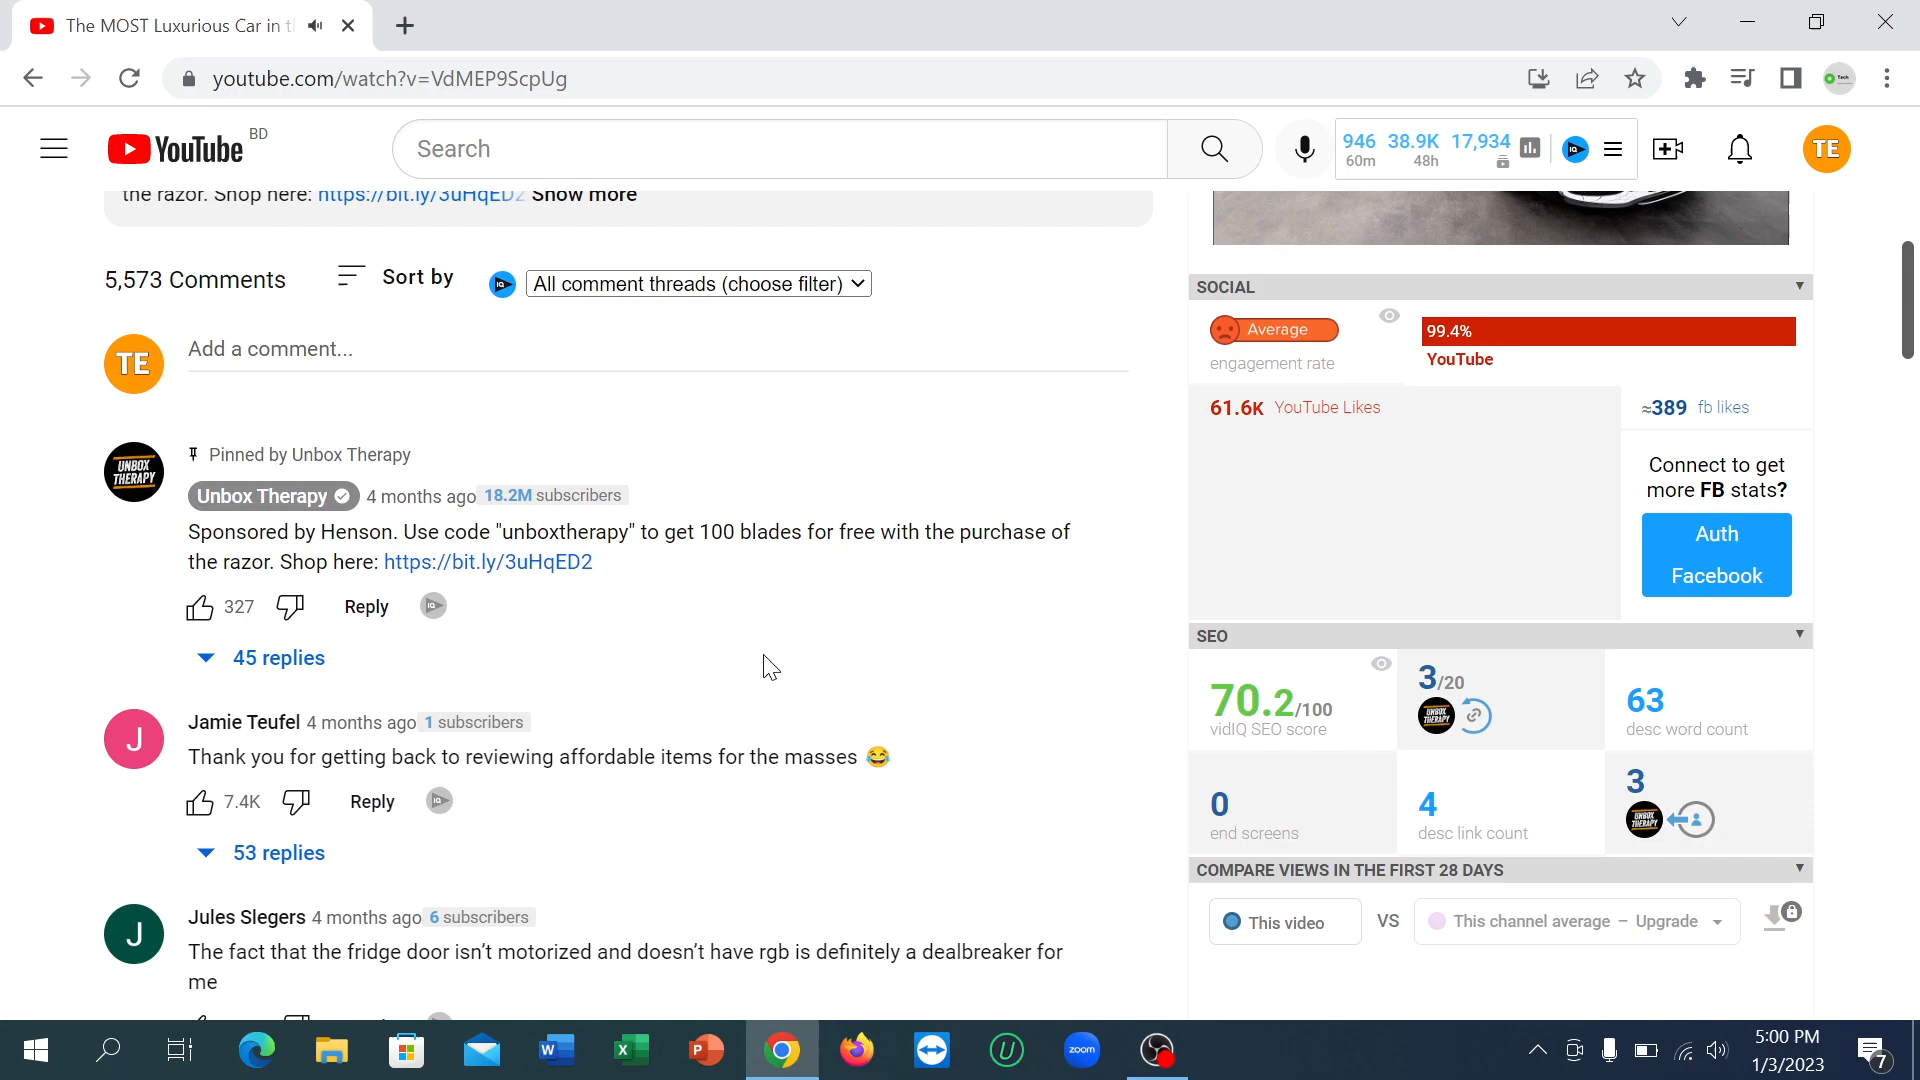 The MOST Luxurious Car in t
youtube.com/watch?v=VdMEP9ScpUg
YouTube BD
Search
946 38.9K 17,934
60m 48h
TE
the razor. Shop here: https://bit.ly/3uHqED2 Show more
5,573 Comments
Sort by
All comment threads (choose filter)
TE
Add a comment...
Pinned by Unbox Therapy
UNBOX THERAPY
Unbox Therapy 4 months ago 18.2M subscribers
Sponsored by Henson. Use code "unboxtherapy" to get 100 blades for free with the purchase of
the razor. Shop here: https://bit.ly/3uHqED2
327 Reply
45 replies
J
Jamie Teufel 4 months ago 1 subscribers
Thank you for getting back to reviewing affordable items for the masses 😂
7.4K Reply
53 replies
J
Jules Slegers 4 months ago 6 subscribers
The fact that the fridge door isn't motorized and doesn't have rgb is definitely a dealbreaker for
me
SOCIAL
Average
engagement rate
99.4%
YouTube
61.6K YouTube Likes
≈389 fb likes
Connect to get
more FB stats?
Auth
Facebook
SEO
70.2/100
vidIQ SEO score
3/20
UNBOX THERAPY
63
desc word count
0
end screens
4
desc link count
3
UNBOX THERAPY
COMPARE VIEWS IN THE FIRST 28 DAYS
This video VS This channel average – Upgrade
zoom
5:00 PM
1/3/2023
7